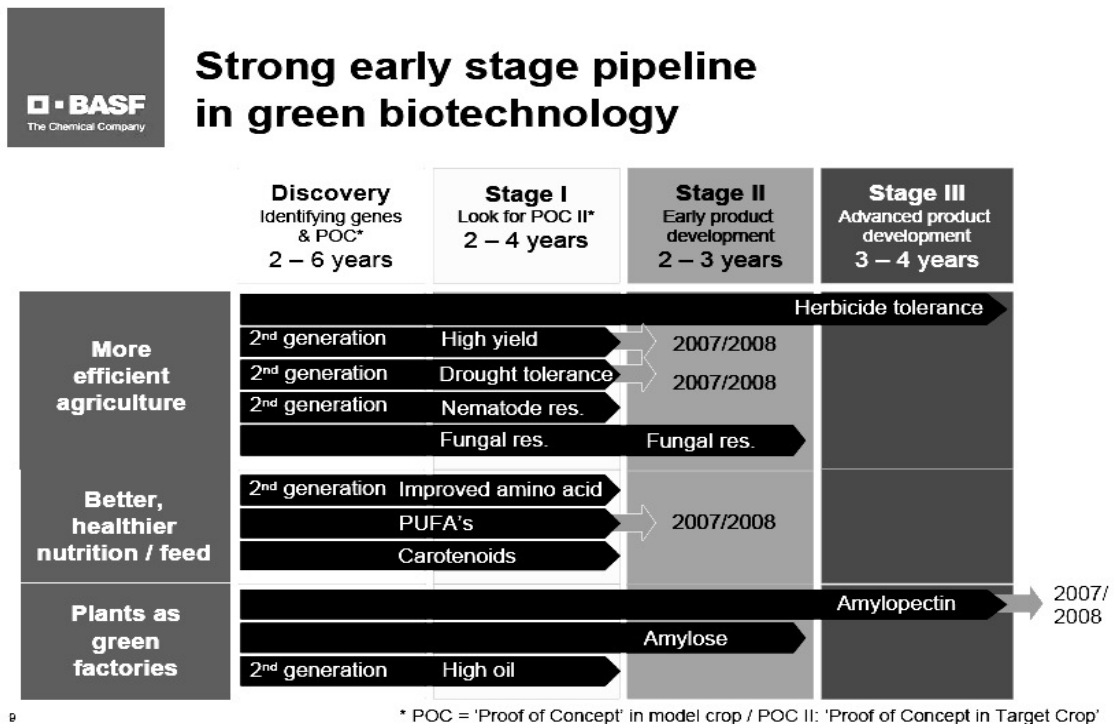 BASF
The Chemical Company
Strong early stage pipeline
in green biotechnology
Discovery
Identifying genes
& POC*
2 – 6 years
Stage I
Look for POC II*
2 – 4 years
Stage II
Early product
development
2 – 3 years
Stage III
Advanced product
development
3 – 4 years
More
efficient
agriculture
Herbicide tolerance
2nd generation High yield 2007/2008
2nd generation Drought tolerance 2007/2008
2nd generation Nematode res.
Fungal res. Fungal res.
Better,
healthier
nutrition / feed
2nd generation Improved amino acid
PUFA's 2007/2008
Carotenoids
Plants as
green
factories
Amylopectin
2007/
2008
Amylose
2nd generation High oil
9
* POC = 'Proof of Concept' in model crop / POC II: 'Proof of Concept in Target Crop'